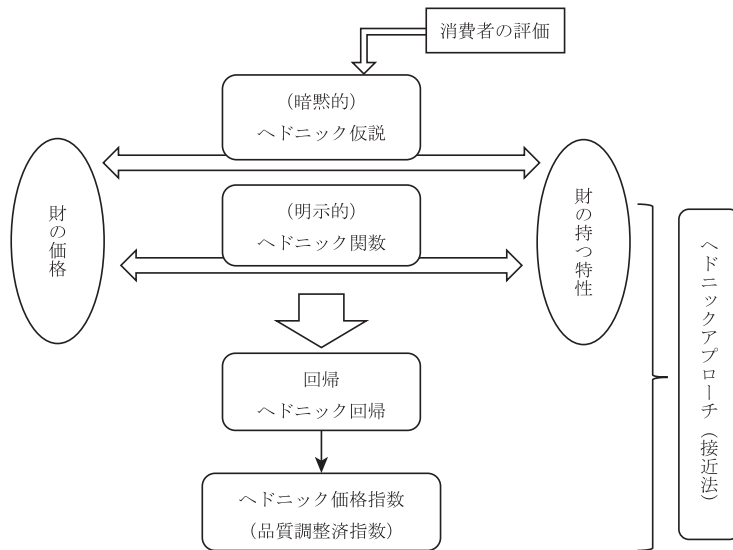 消費者の評価
（暗黙的）
ヘドニック仮説
財の価格
（明示的）
ヘドニック関数
財の持つ特性
回帰
ヘドニック回帰
ヘドニック価格指数
（品質調整済指数）
ヘドニックアプローチ（接近法）